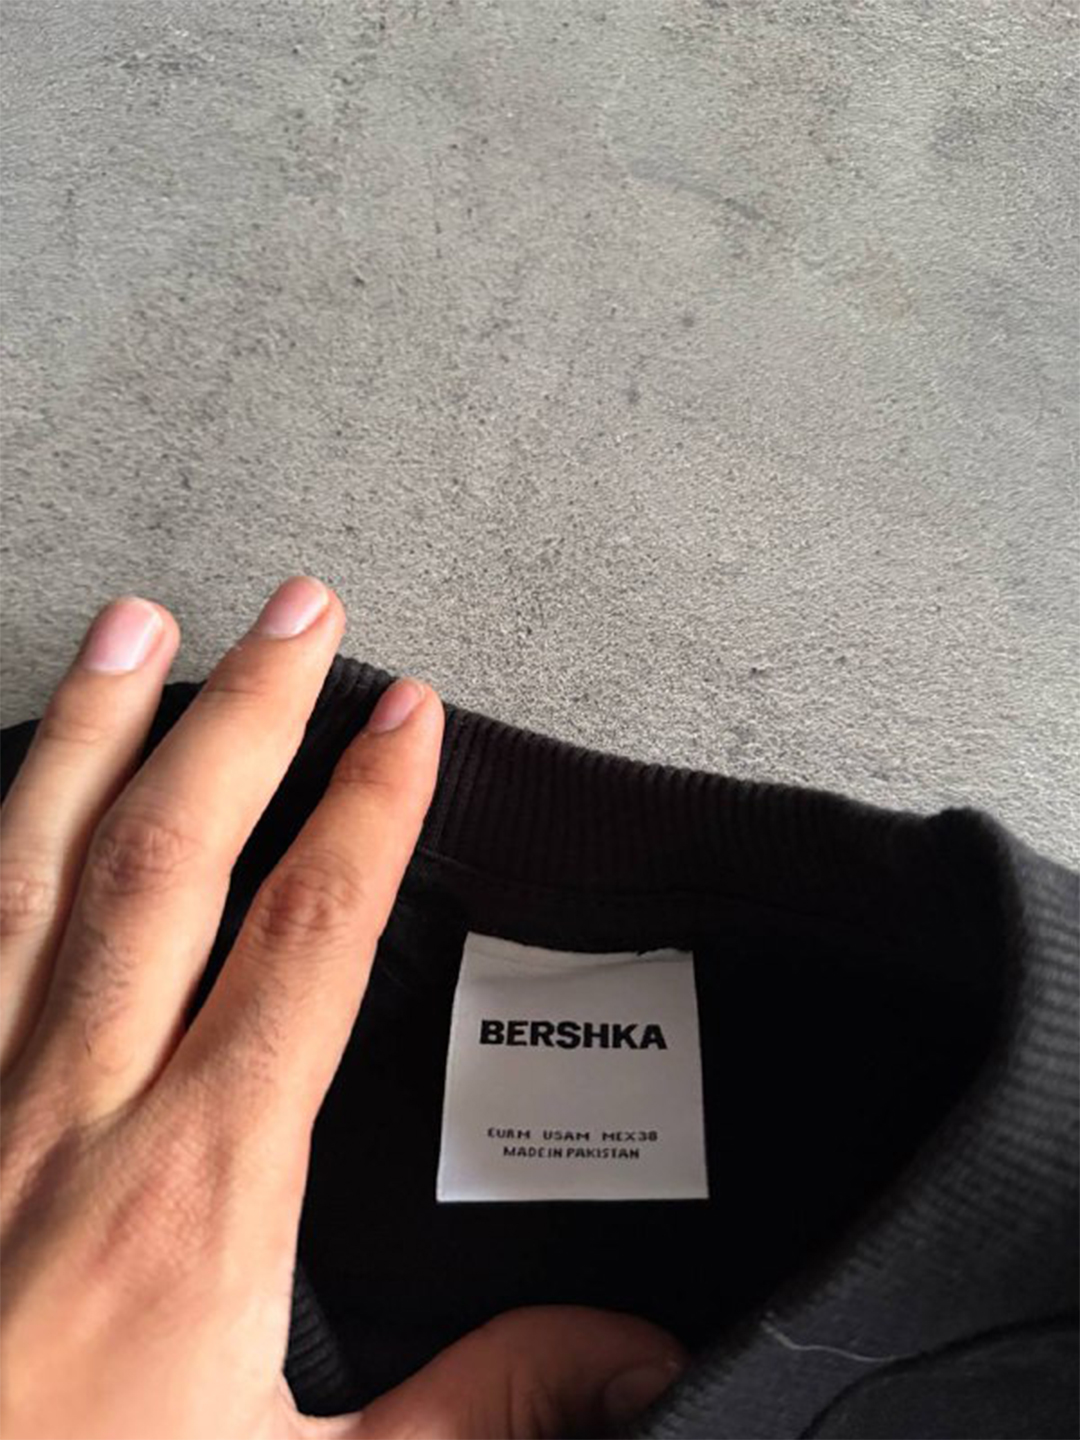 BERSHKA
EUR M USA M MEX 38
MADE IN PAKISTAN